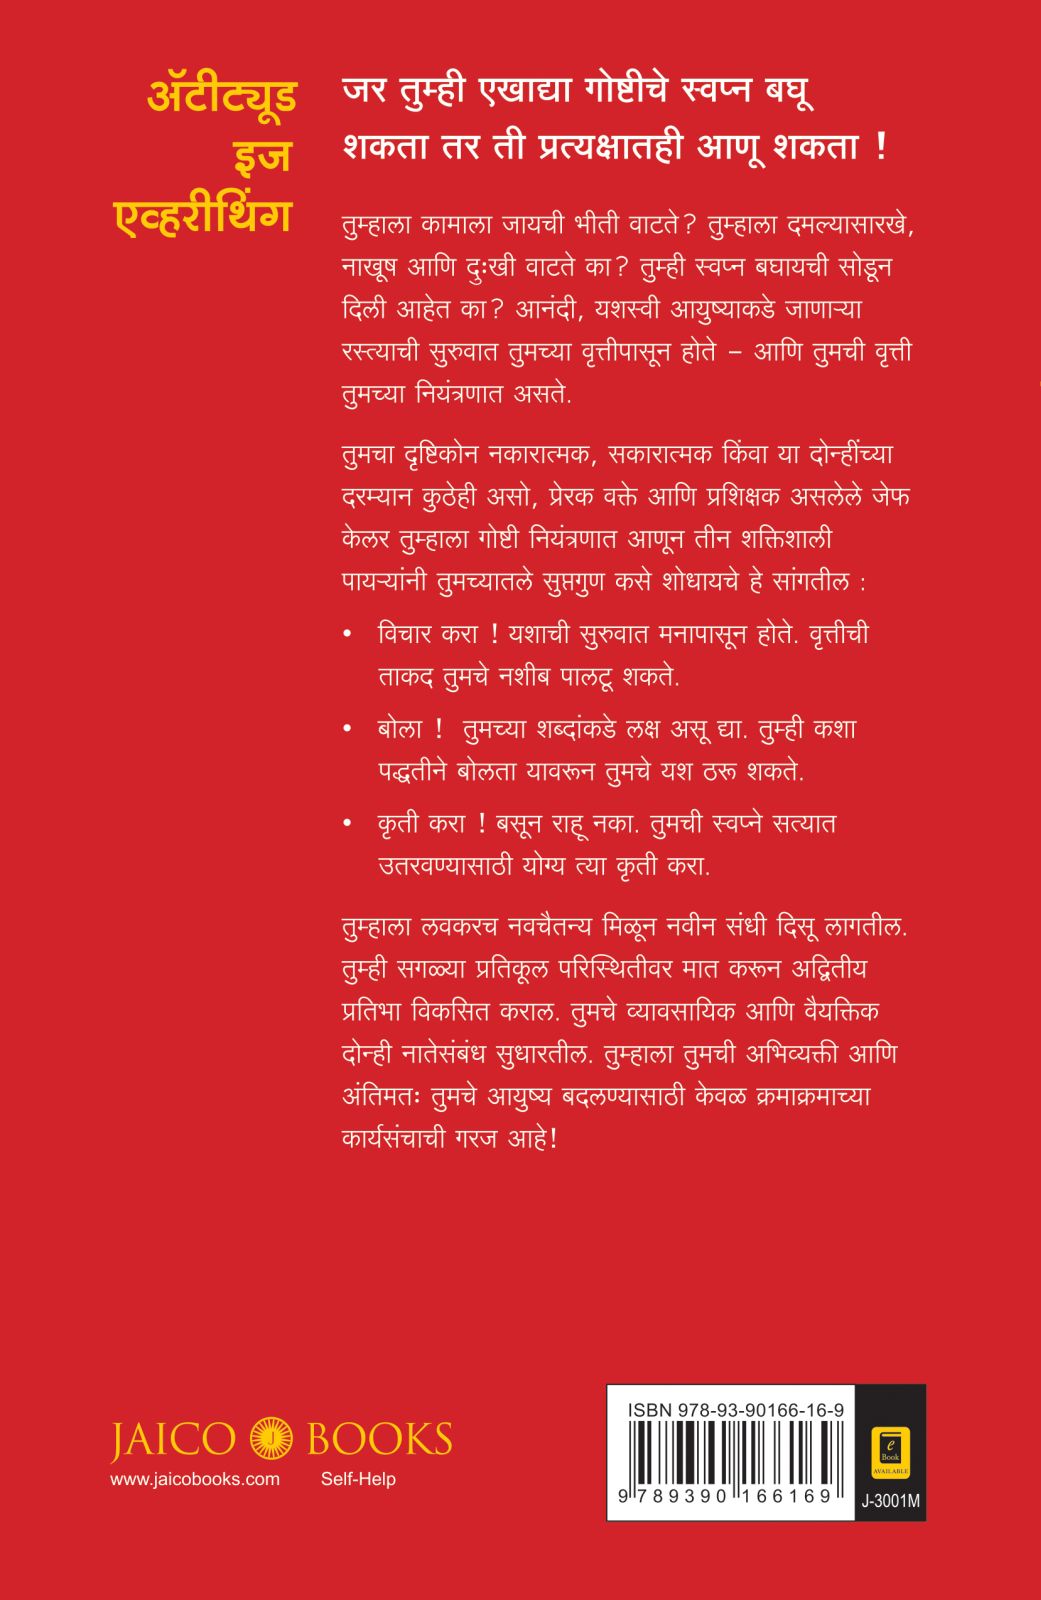 ॲटीट्यूड
इज
एव्हरीथिंग
जर तुम्ही एखाद्या गोष्टीचे स्वप्न बघू
शकता तर ती प्रत्यक्षातही आणू शकता !
तुम्हाला कामाला जायची भीती वाटते? तुम्हाला दमल्यासारखे,
नाखूष आणि दुःखी वाटते का? तुम्ही स्वप्न बघायची सोडून
दिली आहेत का? आनंदी, यशस्वी आयुष्याकडे जाणाऱ्या
रस्त्याची सुरुवात तुमच्या वृत्तीपासून होते – आणि तुमची वृत्ती
तुमच्या नियंत्रणात असते.
तुमचा दृष्टिकोन नकारात्मक, सकारात्मक किंवा या दोन्हींच्या
दरम्यान कुठेही असो, प्रेरक वक्ते आणि प्रशिक्षक असलेले जेफ
केलर तुम्हाला गोष्टी नियंत्रणात आणून तीन शक्तिशाली
पायऱ्यांनी तुमच्यातले सुप्तगुण कसे शोधायचे हे सांगतील :
• विचार करा ! यशाची सुरुवात मनापासून होते. वृत्तीची
ताकद तुमचे नशीब पालटू शकते.
• बोला ! तुमच्या शब्दांकडे लक्ष असू द्या. तुम्ही कशा
पद्धतीने बोलता यावरून तुमचे यश ठरू शकते.
• कृती करा ! बसून राहू नका. तुमची स्वप्ने सत्यात
उतरवण्यासाठी योग्य त्या कृती करा.
तुम्हाला लवकरच नवचैतन्य मिळून नवीन संधी दिसू लागतील.
तुम्ही सगळ्या प्रतिकूल परिस्थितीवर मात करून अद्वितीय
प्रतिभा विकसित कराल. तुमचे व्यावसायिक आणि वैयक्तिक
दोन्ही नातेसंबंध सुधारतील. तुम्हाला तुमची अभिव्यक्ती आणि
अंतिमतः तुमचे आयुष्य बदलण्यासाठी केवळ क्रमाक्रमाच्या
कार्यसंचाची गरज आहे!
JAICO J BOOKS
www.jaicobooks.com Self-Help
ISBN 978-93-90166-16-9
9 789390 166169
e
Book
AVAILABLE
J-3001M